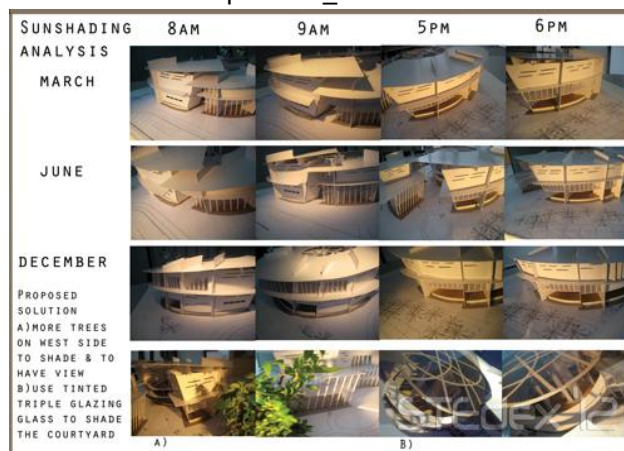 SUNSHADING 8AM 9AM 5PM 6PM
ANALYSIS
MARCH
JUNE
DECEMBER
PROPOSED
SOLUTION
A)MORE TREES
ON WEST SIDE
TO SHADE & TO
HAVE VIEW
B)USE TINTED
TRIPLE GLAZING
GLASS TO SHADE
THE COURTYARD
A) B)